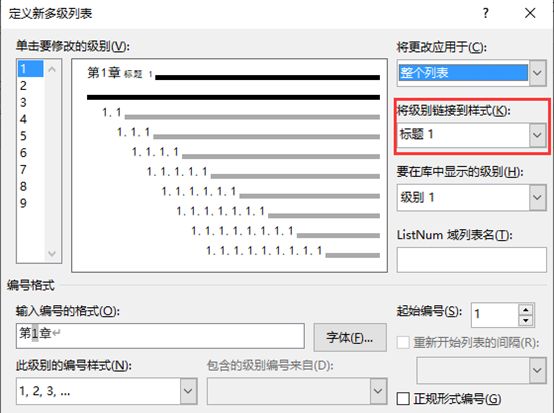 定义新多级列表
?
单击要修改的级别(V):
1
2
3
4
5
6
7
8
9
第1章 标题 1
1.1
1.1.1
1.1.1.1
1.1.1.1.1
1.1.1.1.1.1
1.1.1.1.1.1.1
1.1.1.1.1.1.1.1
1.1.1.1.1.1.1.1.1
将更改应用于(C):
整个列表
将级别链接到样式(K):
标题 1
要在库中显示的级别(H):
级别 1
ListNum 域列表名(T):
编号格式
输入编号的格式(O):
第1章↵
字体(F)...
此级别的编号样式(N):
1, 2, 3, ...
包含的级别编号来自(D):
起始编号(S):
1
重新开始列表的间隔(R):
正规形式编号(G)